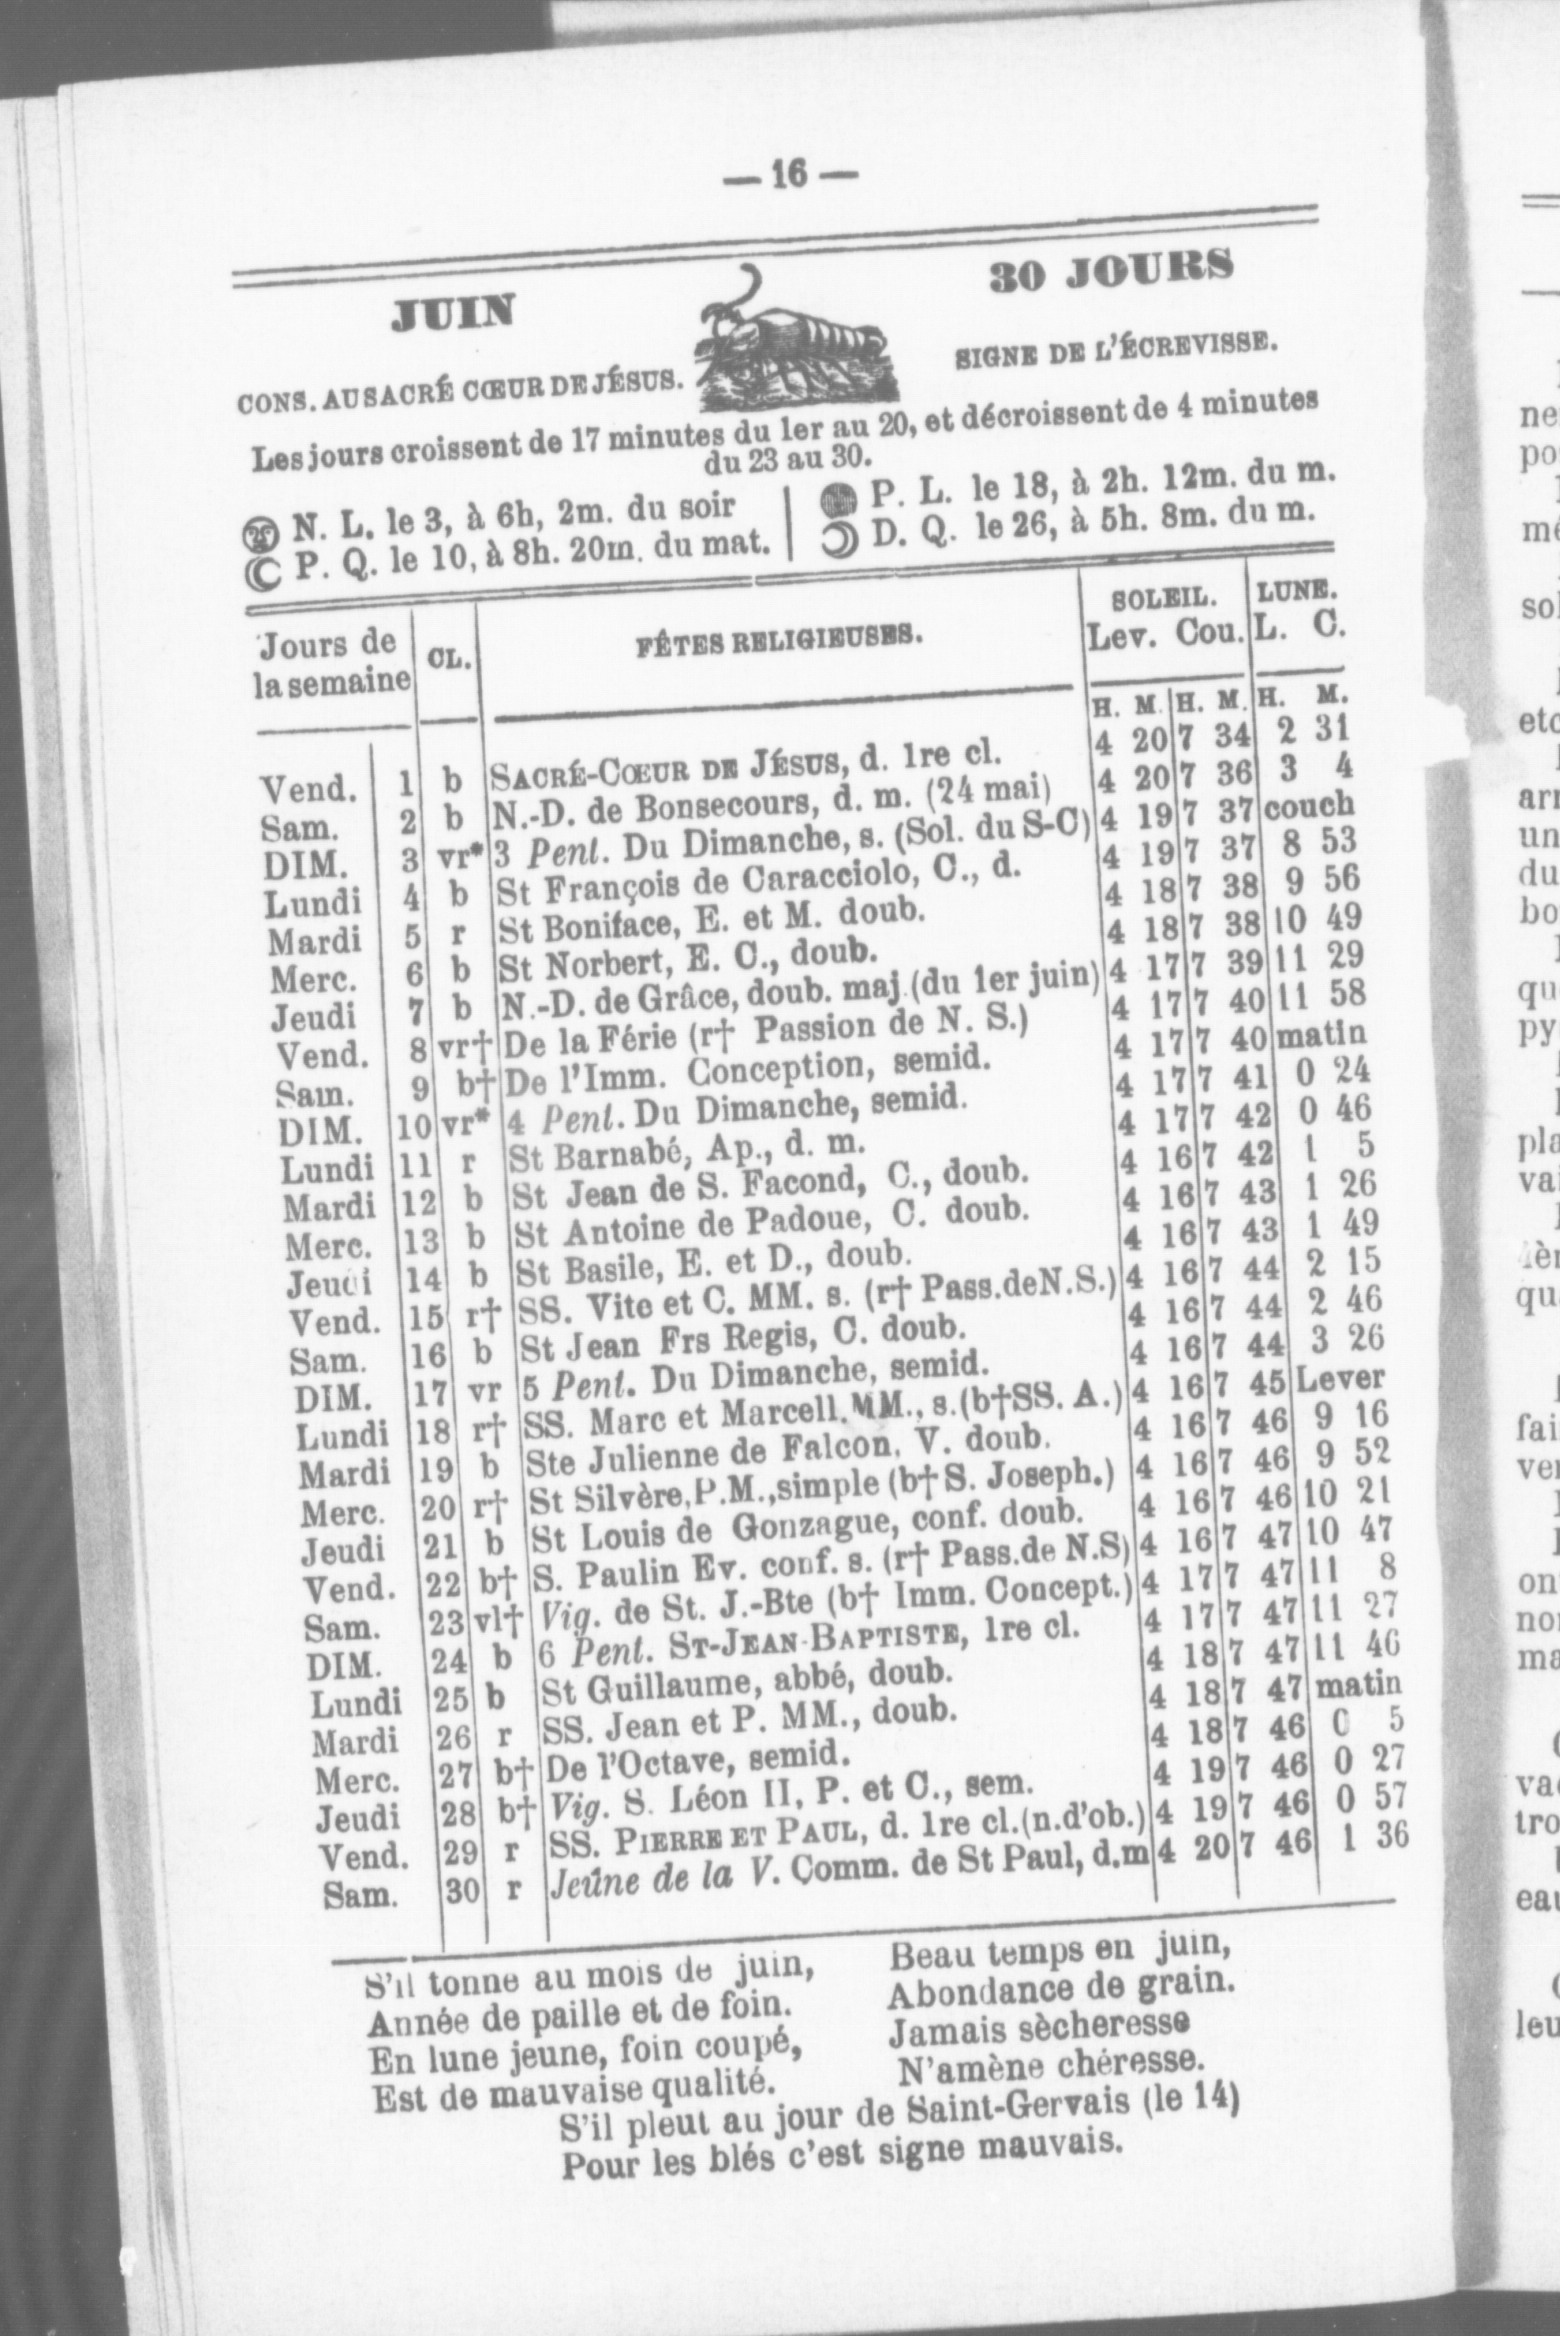 — 16 —
JUIN
30 JOURS
CONS. AU SACRÉ CŒUR DE JÉSUS.
SIGNE DE L'ÉCREVISSE.
Les jours croissent de 17 minutes du 1er au 20, et décroissent de 4 minutes
du 23 au 30.
N. L. le 3, à 6h, 2m. du soir
P. Q. le 10, à 8h. 20m. du mat.
P. L. le 18, à 2h. 12m. du m.
D. Q. le 26, à 5h. 8m. du m.
Jours de la semaine CL. FÊTES RELIGIEUSES. SOLEIL. Lev. Cou. LUNE. L. C.
H. M. H. M. H. M.
Vend. 1 b SACRÉ-CŒUR DE JÉSUS, d. 1re cl. 4 20 7 34 2 31
Sam. 2 b N.-D. de Bonsecours, d. m. (24 mai) 4 20 7 36 3 4
DIM. 3 vr* 3 Pent. Du Dimanche, s. (Sol. du S-C) 4 19 7 37 couch
Lundi 4 b St François de Caracciolo, C., d. 4 19 7 37 8 53
Mardi 5 r St Boniface, E. et M. doub. 4 18 7 38 9 56
Merc. 6 b St Norbert, E. C., doub. 4 18 7 38 10 49
Jeudi 7 b N.-D. de Grâce, doub. maj. (du 1er juin) 4 17 7 39 11 29
Vend. 8 vr† De la Férie (r† Passion de N. S.) 4 17 7 40 11 58
Sam. 9 b† De l'Imm. Conception, semid. 4 17 7 40 matin
DIM. 10 vr* 4 Pent. Du Dimanche, semid. 4 17 7 41 0 24
Lundi 11 r St Barnabé, Ap., d. m. 4 17 7 42 0 46
Mardi 12 b St Jean de S. Facond, C., doub. 4 16 7 42 1 5
Merc. 13 b St Antoine de Padoue, C. doub. 4 16 7 43 1 26
Jeudi 14 b St Basile, E. et D., doub. 4 16 7 43 1 49
Vend. 15 r† SS. Vite et C. MM. s. (r† Pass.de N.S.) 4 16 7 44 2 15
Sam. 16 b St Jean Frs Regis, C. doub. 4 16 7 44 2 46
DIM. 17 vr 5 Pent. Du Dimanche, semid. 4 16 7 44 3 26
Lundi 18 r† SS. Marc et Marcell. MM., s.(b†SS. A.) 4 16 7 45 Lever
Mardi 19 b Ste Julienne de Falcon, V. doub. 4 16 7 46 9 16
Merc. 20 r† St Silvère, P.M., simple (b† S. Joseph.) 4 16 7 46 9 52
Jeudi 21 b St Louis de Gonzague, conf. doub. 4 16 7 46 10 21
Vend. 22 b† S. Paulin Ev. conf. s. (r† Pass.de N.S) 4 16 7 47 10 47
Sam. 23 vl† Vig. de St. J.-Bte (b† Imm. Concept.) 4 17 7 47 11 8
DIM. 24 b 6 Pent. ST-JEAN-BAPTISTE, 1re cl. 4 17 7 47 11 27
Lundi 25 b St Guillaume, abbé, doub. 4 18 7 47 11 46
Mardi 26 r SS. Jean et P. MM., doub. 4 18 7 47 matin
Merc. 27 b† De l'Octave, semid. 4 18 7 46 0 5
Jeudi 28 b† Vig. S. Léon II, P. et C., sem. 4 19 7 46 0 27
Vend. 29 r SS. PIERRE ET PAUL, d. 1re cl.(n.d'ob.) 4 19 7 46 0 57
Sam. 30 r Jeûne de la V. Comm. de St Paul, d.m 4 20 7 46 1 36
S'il tonne au mois de juin,
Année de paille et de foin.
En lune jeune, foin coupé,
Est de mauvaise qualité.
Beau temps en juin,
Abondance de grain.
Jamais sècheresse
N'amène chéresse.
S'il pleut au jour de Saint-Gervais (le 14)
Pour les blés c'est signe mauvais.